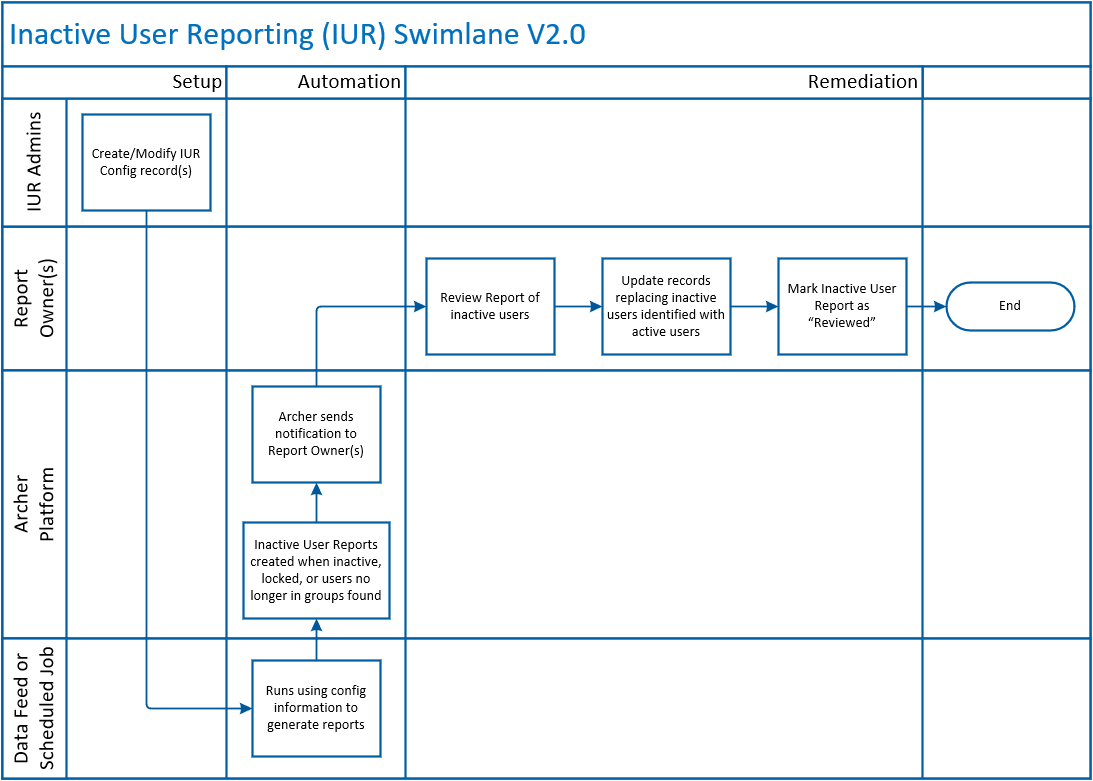 Inactive User Reporting (IUR) Swimlane V2.0
Setup
Automation
Remediation
IUR Admins
Create/Modify IUR
Config record(s)
Report
Owner(s)
Review Report of
inactive users
Update records
replacing inactive
users identified with
active users
Mark Inactive User
Report as
“Reviewed”
End
Archer
Platform
Archer sends
notification to
Report Owner(s)
Inactive User Reports
created when inactive,
locked, or users no
longer in groups found
Data Feed or
Scheduled Job
Runs using config
information to
generate reports